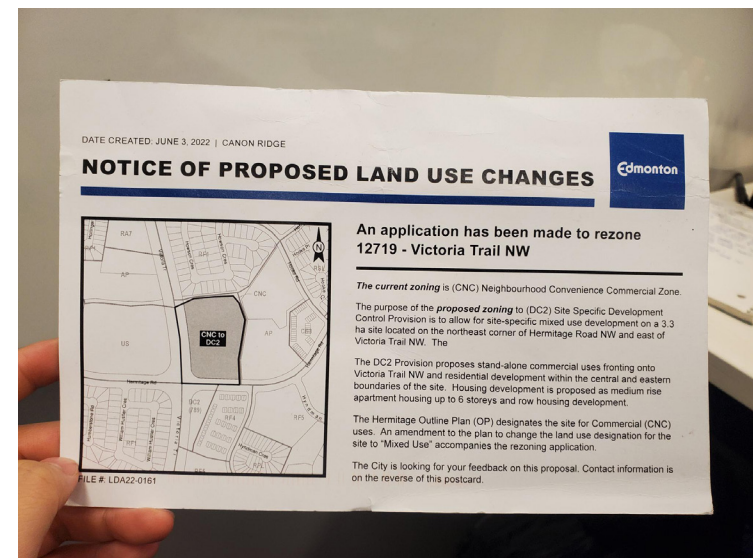 DATE CREATED: JUNE 3, 2022 | CANON RIDGE
NOTICE OF PROPOSED LAND USE CHANGES
Edmonton
An application has been made to rezone
12719 - Victoria Trail NW
The current zoning is (CNC) Neighbourhood Convenience Commercial Zone.
The purpose of the proposed zoning to (DC2) Site Specific Development
Control Provision is to allow for site-specific mixed use development on a 3.3
ha site located on the northeast corner of Hermitage Road NW and east of
Victoria Trail NW. The
The DC2 Provision proposes stand-alone commercial uses fronting onto
Victoria Trail NW and residential development within the central and eastern
boundaries of the site. Housing development is proposed as medium rise
apartment housing up to 6 storeys and row housing development.
The Hermitage Outline Plan (OP) designates the site for Commercial (CNC)
uses. An amendment to the plan to change the land use designation for the
site to "Mixed Use" accompanies the rezoning application.
The City is looking for your feedback on this proposal. Contact information is
on the reverse of this postcard.
RAT
N
AP
CNC
CNC to
DC2
AP
US
Hermitage Rd
DC2
RF4
RF5
RF1
FILE #: LDA22-0161